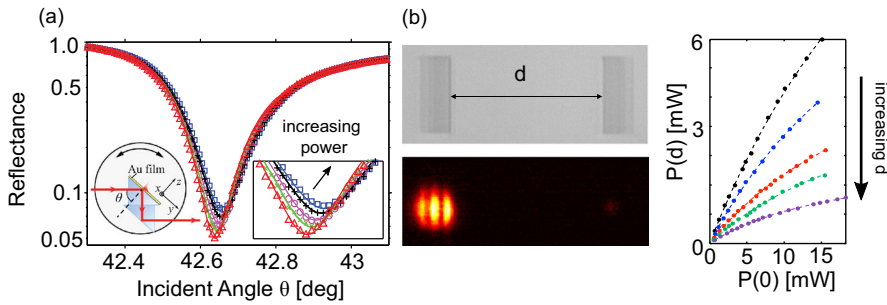 (a)
Reflectance
1.0
0.5
0.1
0.05
42.4
42.6
42.8
43
Incident Angle θ [deg]
Au film
θ
x
z
y
increasing
power
(b)
d
P(d) [mW]
6
3
0
0
5
10
15
P(0) [mW]
increasing d